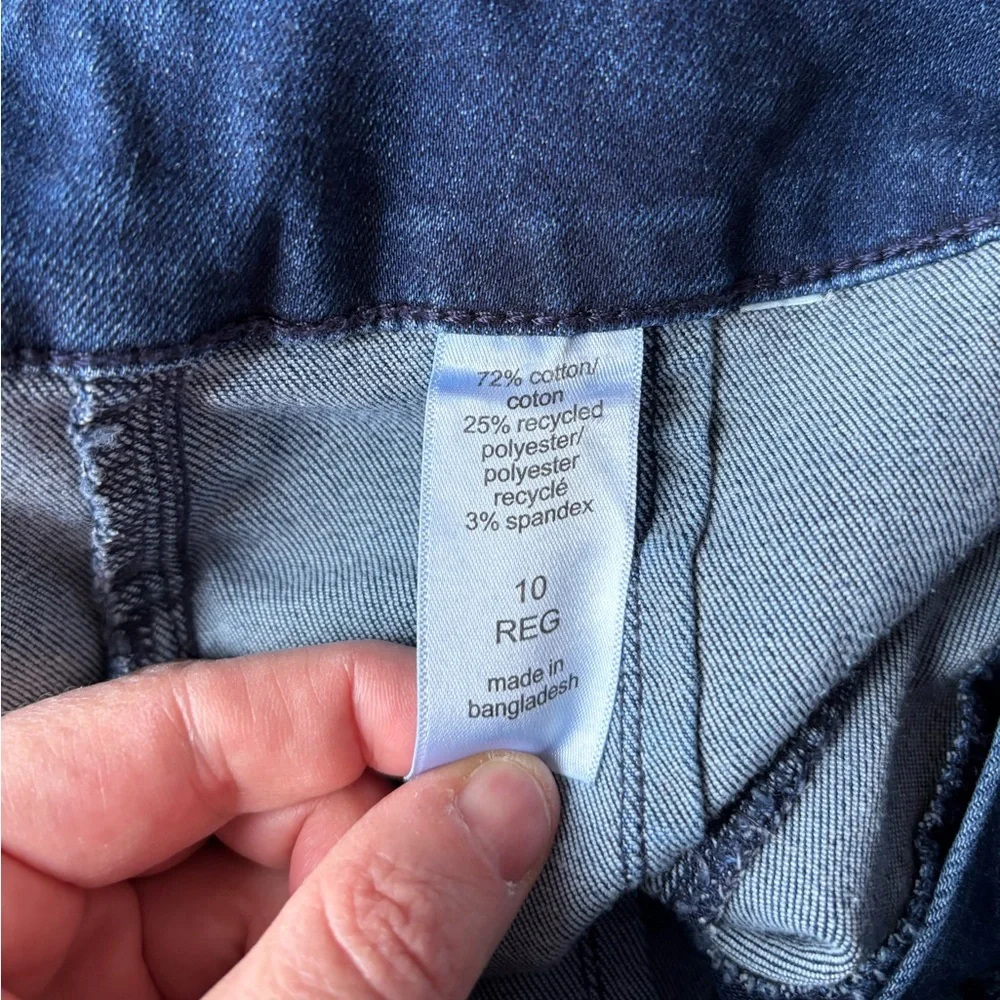 72% cotton/
coton
25% recycled
polyester/
polyester
recyclé
3% spandex
10
REG
made in
bangladesh